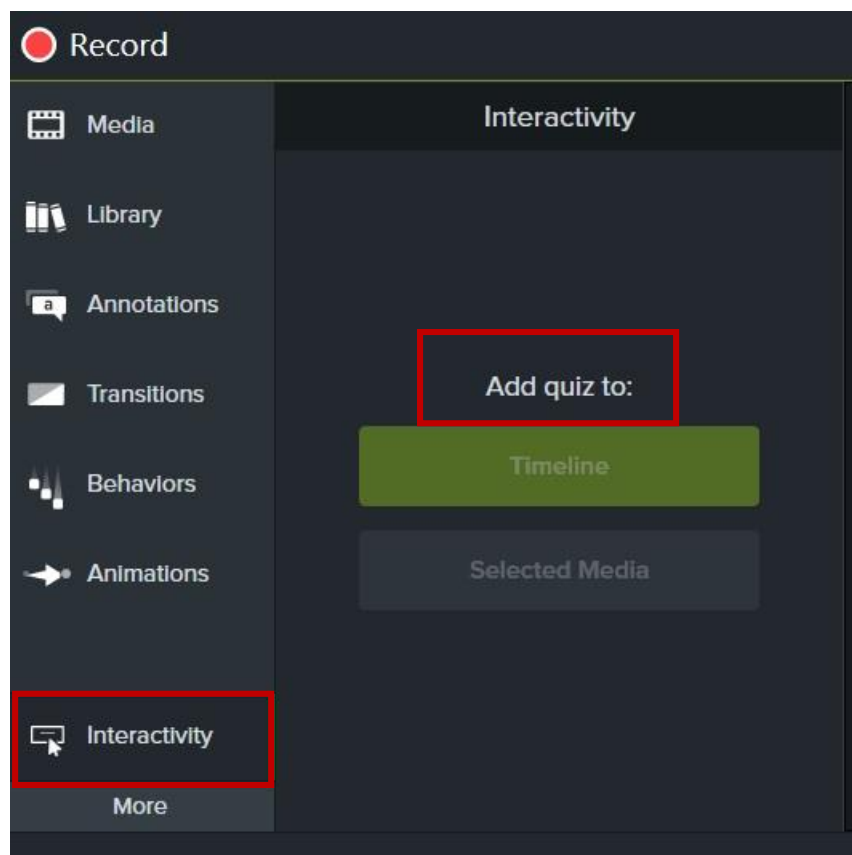 Record
Media
Library
a
Annotations
Transitions
Behaviors
Animations
Interactivity
More
Interactivity
Add quiz to:
Timeline
Selected Media